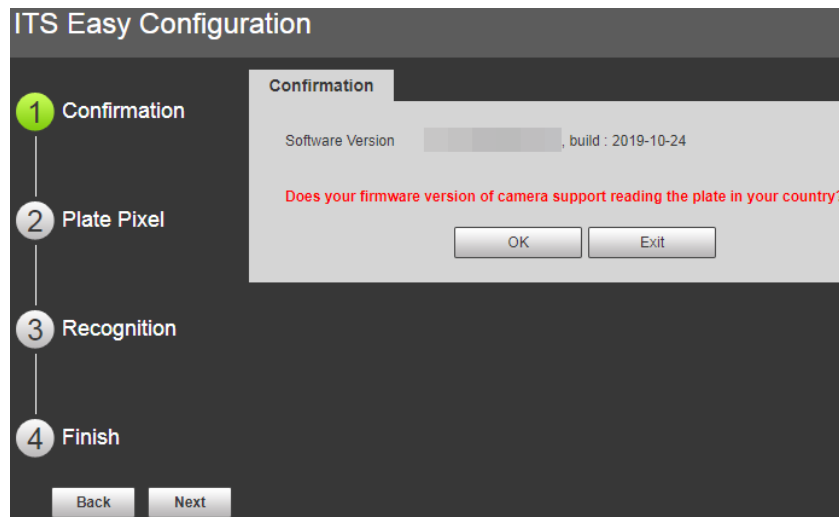 ITS Easy Configuration
1 Confirmation
2 Plate Pixel
3 Recognition
4 Finish
Back Next
Confirmation
Software Version , build : 2019-10-24
Does your firmware version of camera support reading the plate in your country?
OK Exit